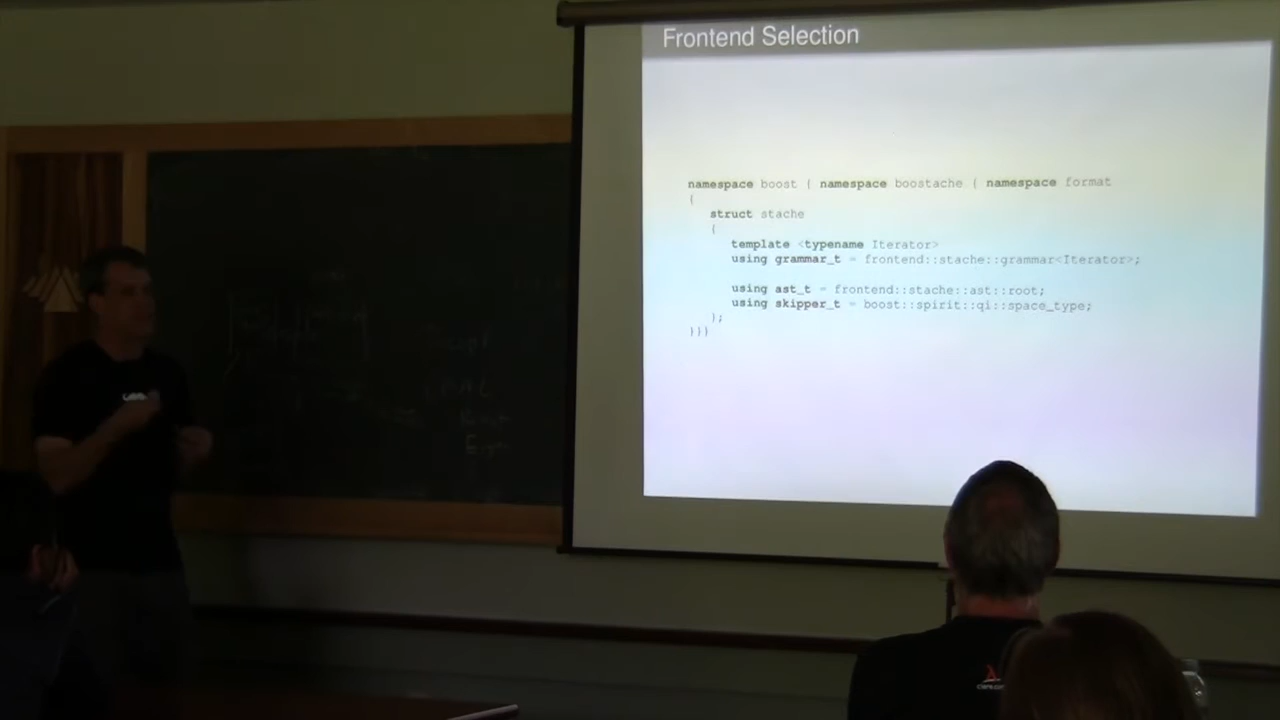 Frontend Selection
namespace boost { namespace boostache { namespace format
{
struct stache
{
template <typename Iterator>
using grammar_t = frontend::stache::grammar<Iterator>;
using ast_t = frontend::stache::ast::root;
using skipper_t = boost::spirit::qi::space_type;
};
}}}